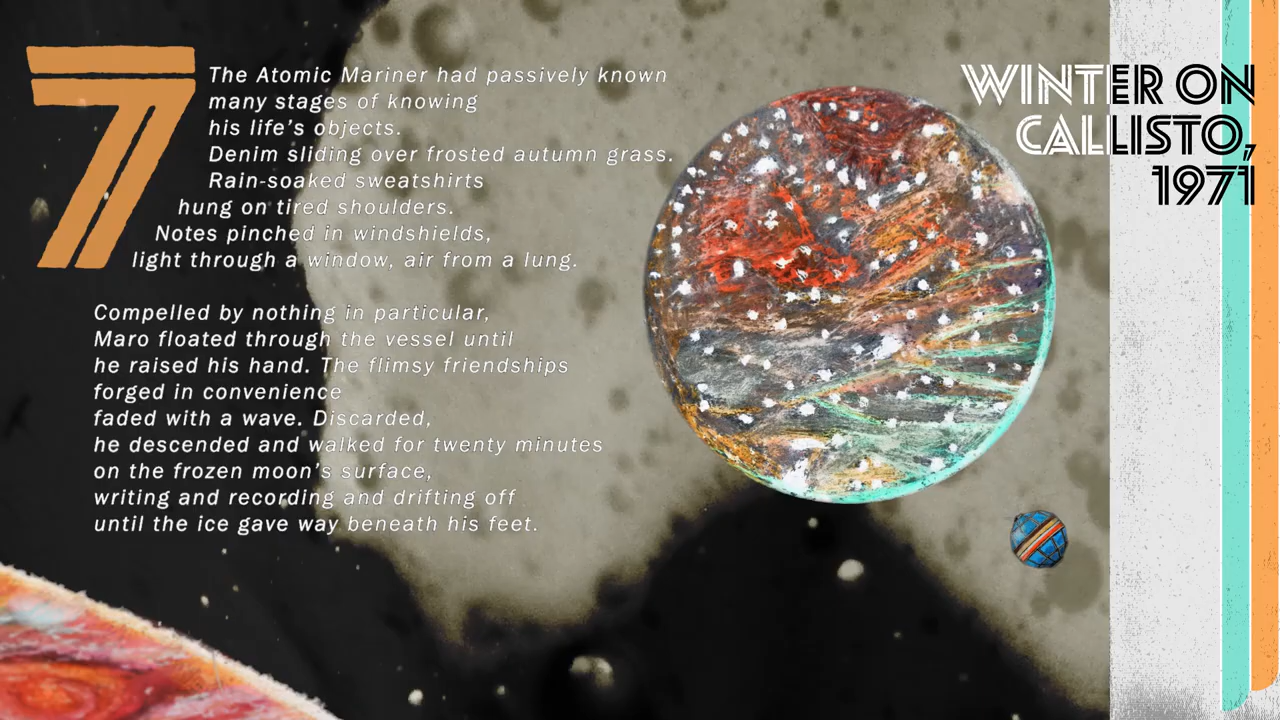 7
The Atomic Mariner had passively known
many stages of knowing
his life’s objects.
Denim sliding over frosted autumn grass.
Rain-soaked sweatshirts
hung on tired shoulders.
Notes pinched in windshields,
light through a window, air from a lung.
Compelled by nothing in particular,
Maro floated through the vessel until
he raised his hand. The flimsy friendships
forged in convenience
faded with a wave. Discarded,
he descended and walked for twenty minutes
on the frozen moon’s surface,
writing and recording and drifting off
until the ice gave way beneath his feet.
WINTER ON
CALLISTO,
1971